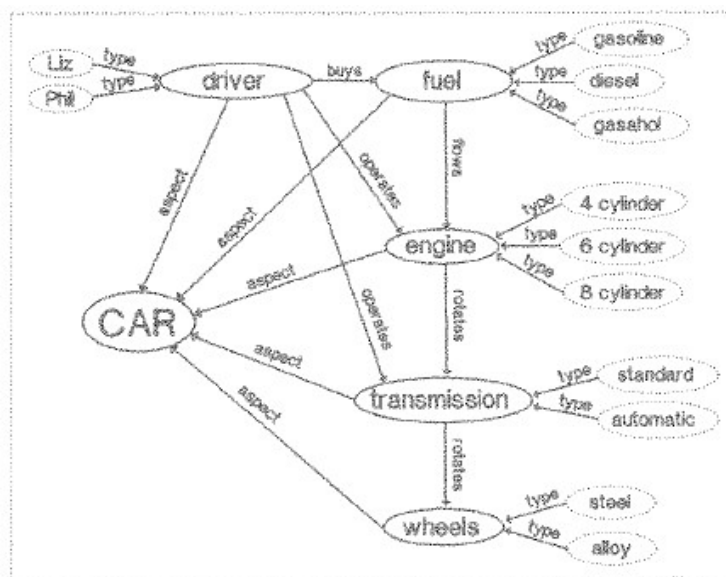 Liz
type
driver
buys
fuel
type
gasoline
Phil
type
type
diesel
type
gasahol
aspect
operates
flows
aspect
type
4 cylinder
engine
type
6 cylinder
type
8 cylinder
aspect
CAR
operates
rotates
aspect
transmission
type
standard
type
automatic
aspect
rotates
wheels
type
steel
type
alloy